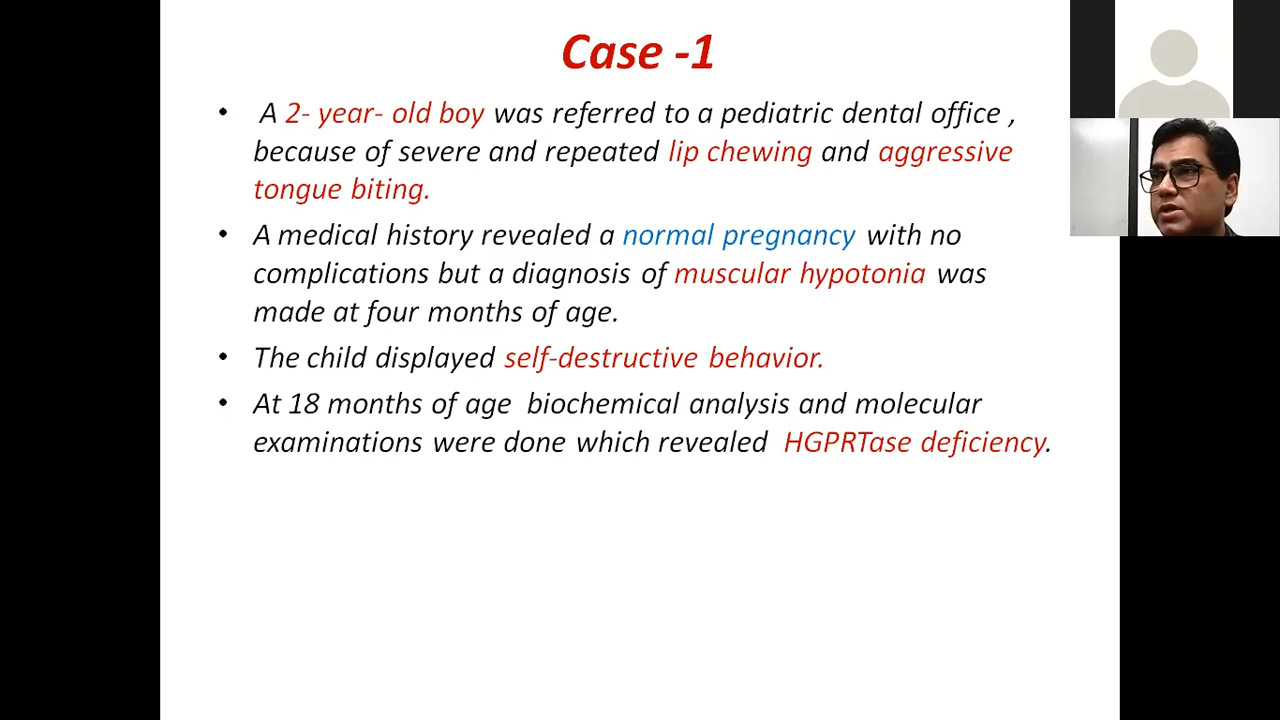 Case -1
• A 2- year- old boy was referred to a pediatric dental office ,
because of severe and repeated lip chewing and aggressive
tongue biting.
• A medical history revealed a normal pregnancy with no
complications but a diagnosis of muscular hypotonia was
made at four months of age.
• The child displayed self-destructive behavior.
• At 18 months of age biochemical analysis and molecular
examinations were done which revealed HGPRTase deficiency.